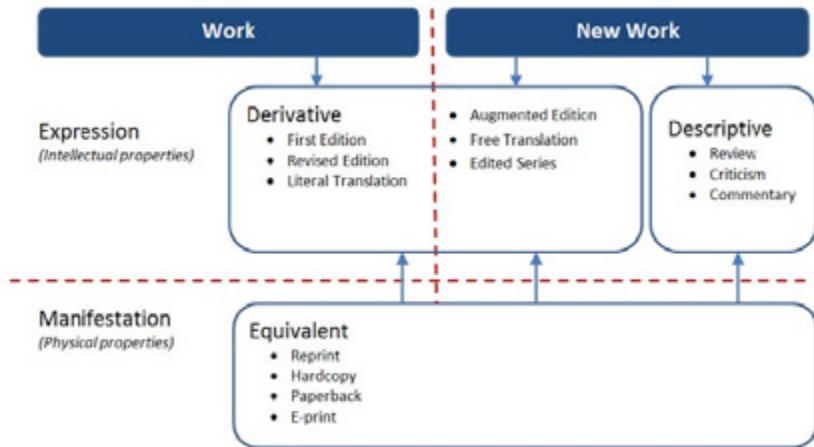 Work
New Work
Expression
(Intellectual properties)
Derivative
• First Edition
• Revised Edition
• Literal Translation
• Augmented Edition
• Free Translation
• Edited Series
Descriptive
• Review
• Criticism
• Commentary
Manifestation
(Physical properties)
Equivalent
• Reprint
• Hardcopy
• Paperback
• E-print